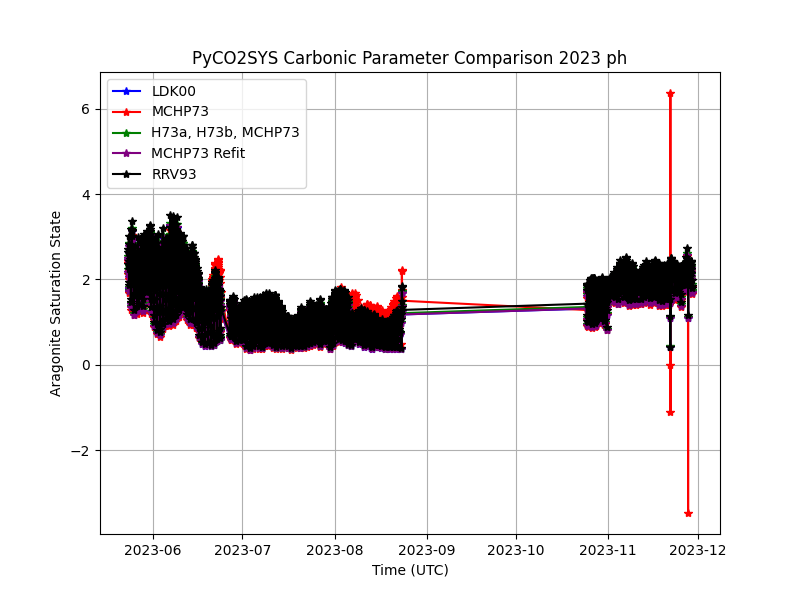 PyCO2SYS Carbonic Parameter Comparison 2023 ph
LDK00
MCHP73
H73a, H73b, MCHP73
MCHP73 Refit
RRV93
Aragonite Saturation State
6
4
2
0
−2
2023-06
2023-07
2023-08
2023-09
2023-10
2023-11
2023-12
Time (UTC)